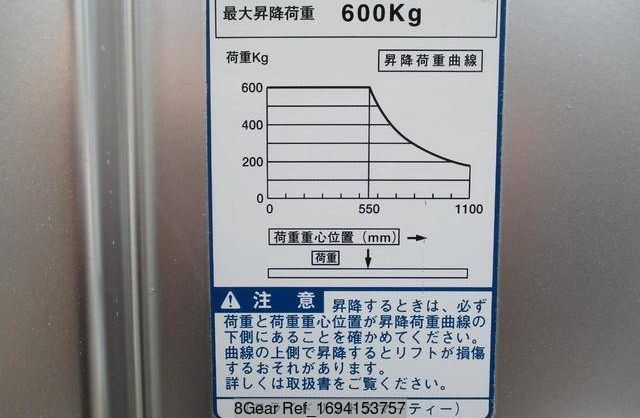 最大昇降荷重 600Kg
荷重Kg
昇降荷重曲線
600
400
200
0
0 550 1100
荷重重心位置(mm)
荷重
注 意 昇降するときは、必ず
荷重と荷重重心位置が昇降荷重曲線の
下側にあることを確かめてください。
曲線の上側で昇降するとリフトが損傷
するおそれがあります。
詳しくは取扱書をご覧ください。
8Gear Ref_1694153757
ティー)